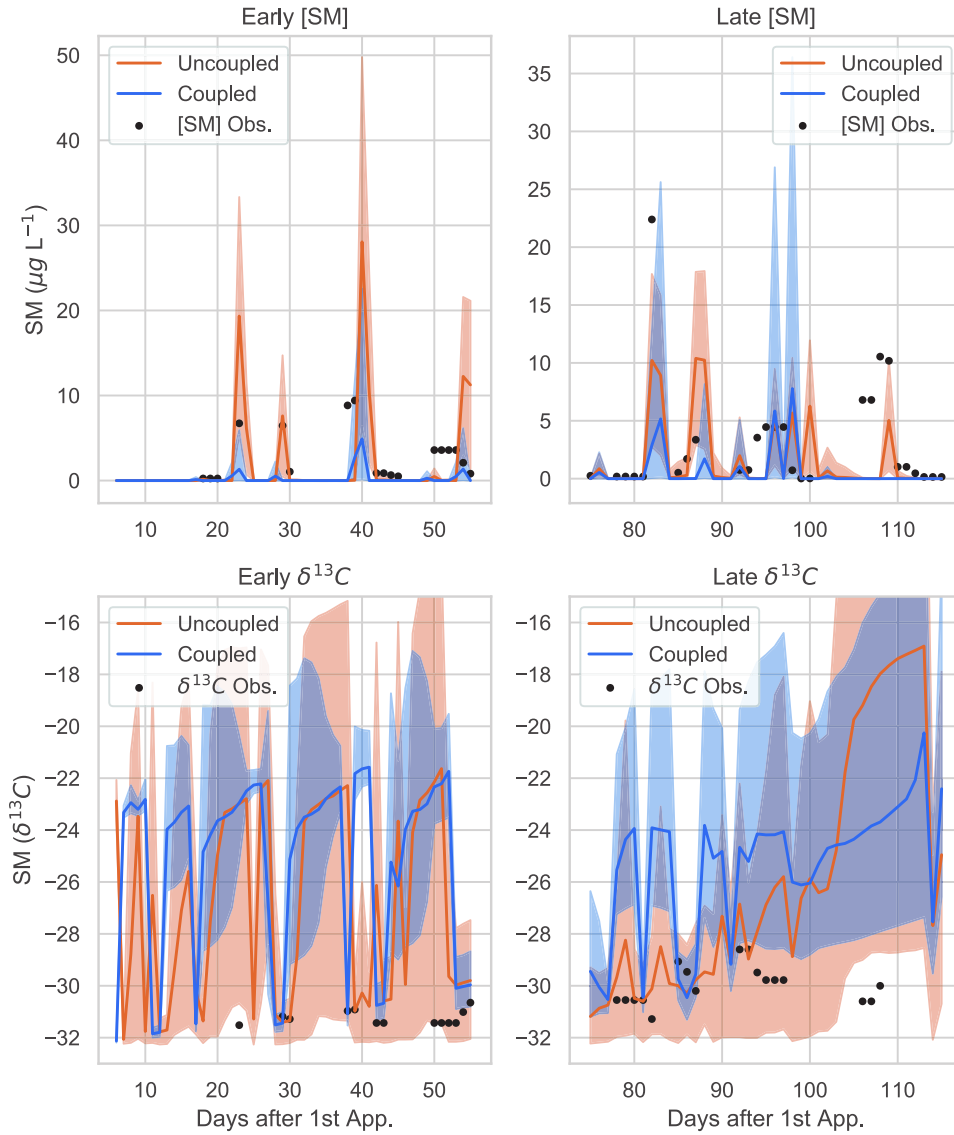 Early [SM]
Late [SM]
50
40
30
20
10
0
SM (μg L⁻¹)
Uncoupled
Coupled
[SM] Obs.
10
20
30
40
50
35
30
25
20
15
10
5
0
Uncoupled
Coupled
[SM] Obs.
80
90
100
110
Early δ¹³C
Late δ¹³C
−16
−18
−20
−22
−24
−26
−28
−30
−32
SM (δ¹³C)
Uncoupled
Coupled
δ¹³C Obs.
10
20
30
40
50
Days after 1st App.
−16
−18
−20
−22
−24
−26
−28
−30
−32
Uncoupled
Coupled
δ¹³C Obs.
80
90
100
110
Days after 1st App.